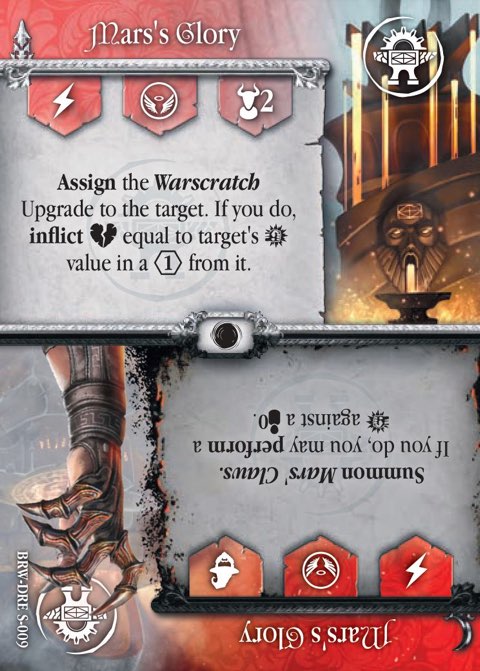 Mars's Glory
2
Assign the Warscratch
Upgrade to the target. If you do,
inflict equal to target's
value in a 1 from it.
Summon Mars' Claws.
If you do, you may perform a
against a 0.
Mars's Glory
BRW-DRE S-009